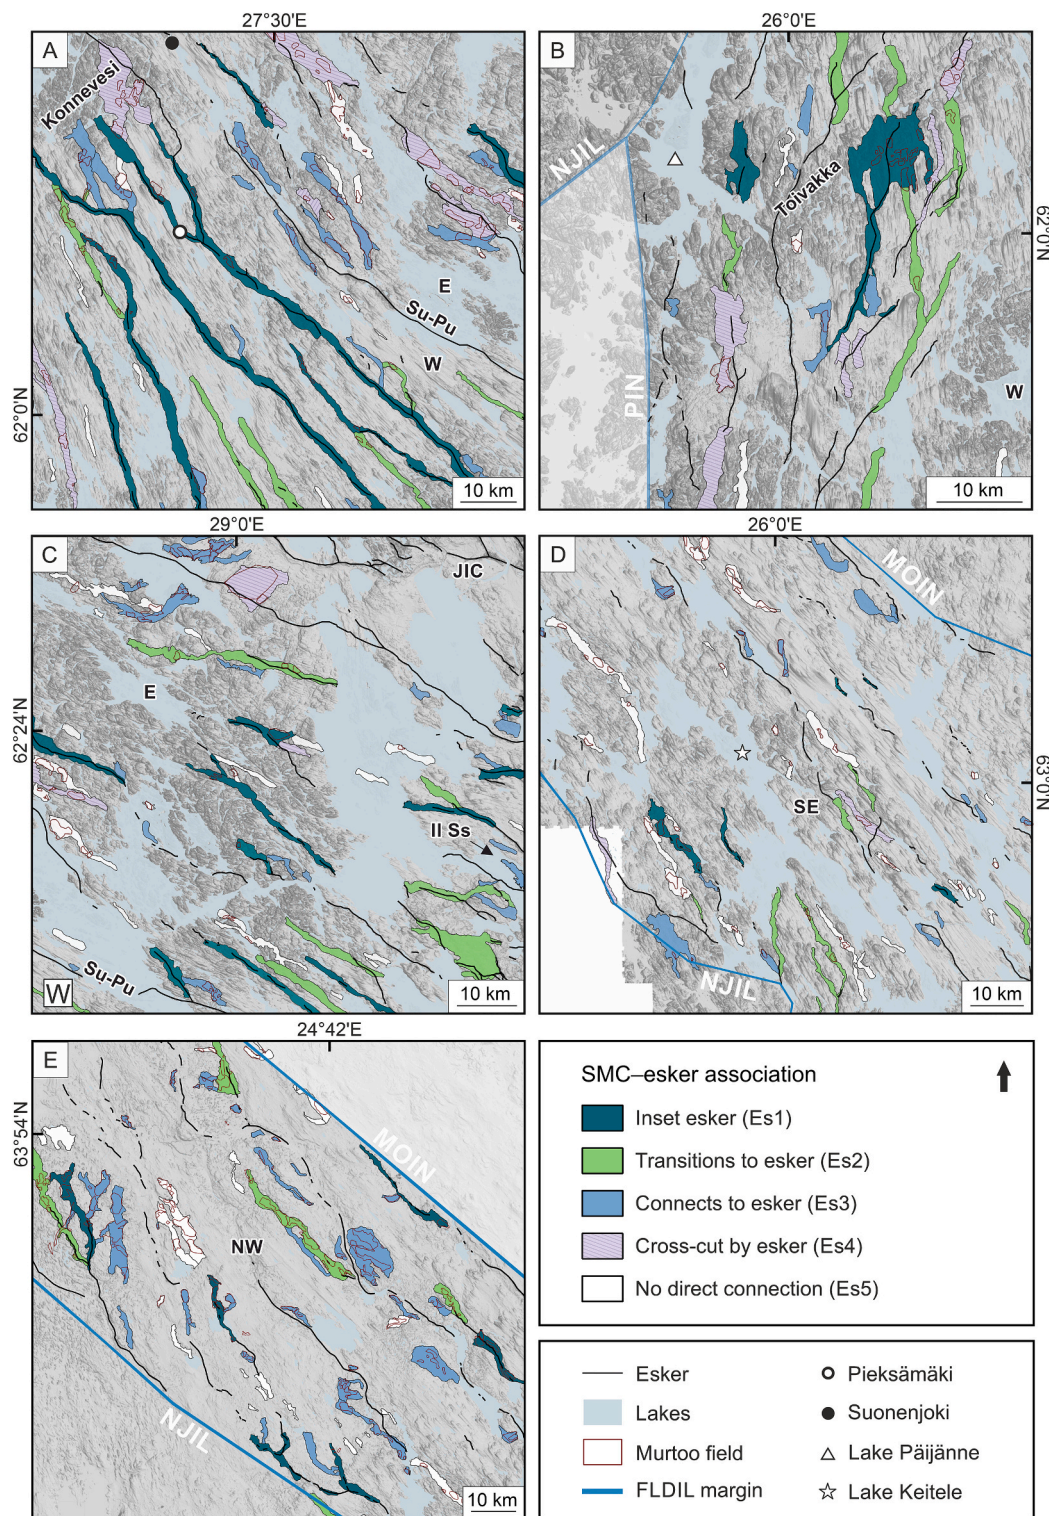 27°30'E
26°0'E
A
Konnevesi
E
Su-Pu
W
62°0'N
10 km
B
NJIL
Toivakka
62°0'N
PIN
W
10 km
29°0'E
26°0'E
C
JIC
E
62°24'N
II Ss
Su-Pu
W
10 km
D
MOIN
63°0'N
SE
NJIL
10 km
24°42'E
E
63°54'N
MOIN
NW
NJIL
10 km
SMC–esker association
Inset esker (Es1)
Transitions to esker (Es2)
Connects to esker (Es3)
Cross-cut by esker (Es4)
No direct connection (Es5)
Esker
Lakes
Murtoo field
FLDIL margin
Pieksämäki
Suonenjoki
Lake Päijänne
Lake Keitele